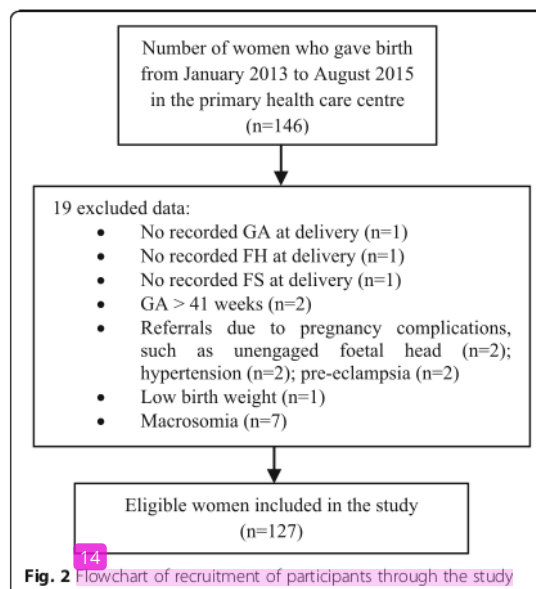 Number of women who gave birth
from January 2013 to August 2015
in the primary health care centre
(n=146)
19 excluded data:
• No recorded GA at delivery (n=1)
• No recorded FH at delivery (n=1)
• No recorded FS at delivery (n=1)
• GA > 41 weeks (n=2)
• Referrals due to pregnancy complications,
such as unengaged foetal head (n=2);
hypertension (n=2); pre-eclampsia (n=2)
• Low birth weight (n=1)
• Macrosomia (n=7)
Eligible women included in the study
(n=127)
14
Fig. 2 Flowchart of recruitment of participants through the study